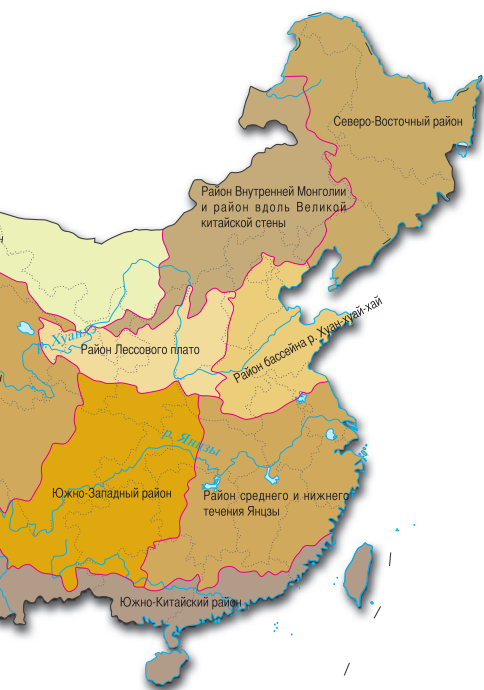 Северо-Восточный район
Район Внутренней Монголии
и район вдоль Великой
китайской стены
р. Хуан
Район Лессового плато
Район бассейна р. Хуан-хуай-хай
р. Янцзы
Южно-Западный район
Район среднего и нижнего
течения Янцзы
Южно-Китайский район